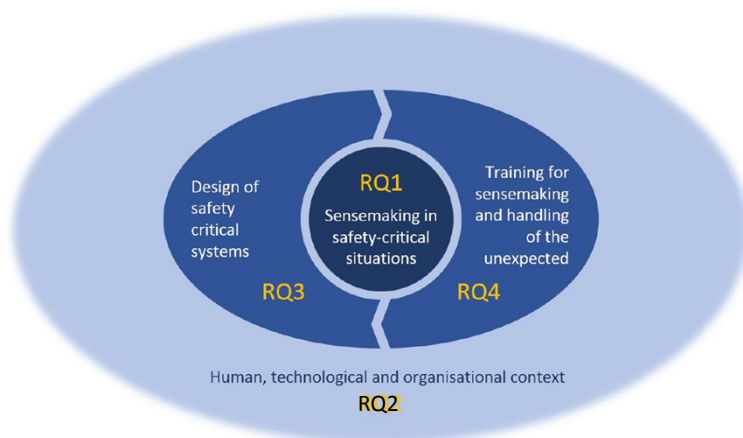 RQ1
Sensemaking in
safety-critical
situations
Design of
safety
critical
systems
RQ3
Training for
sensemaking
and handling
of the
unexpected
RQ4
Human, technological and organisational context
RQ2